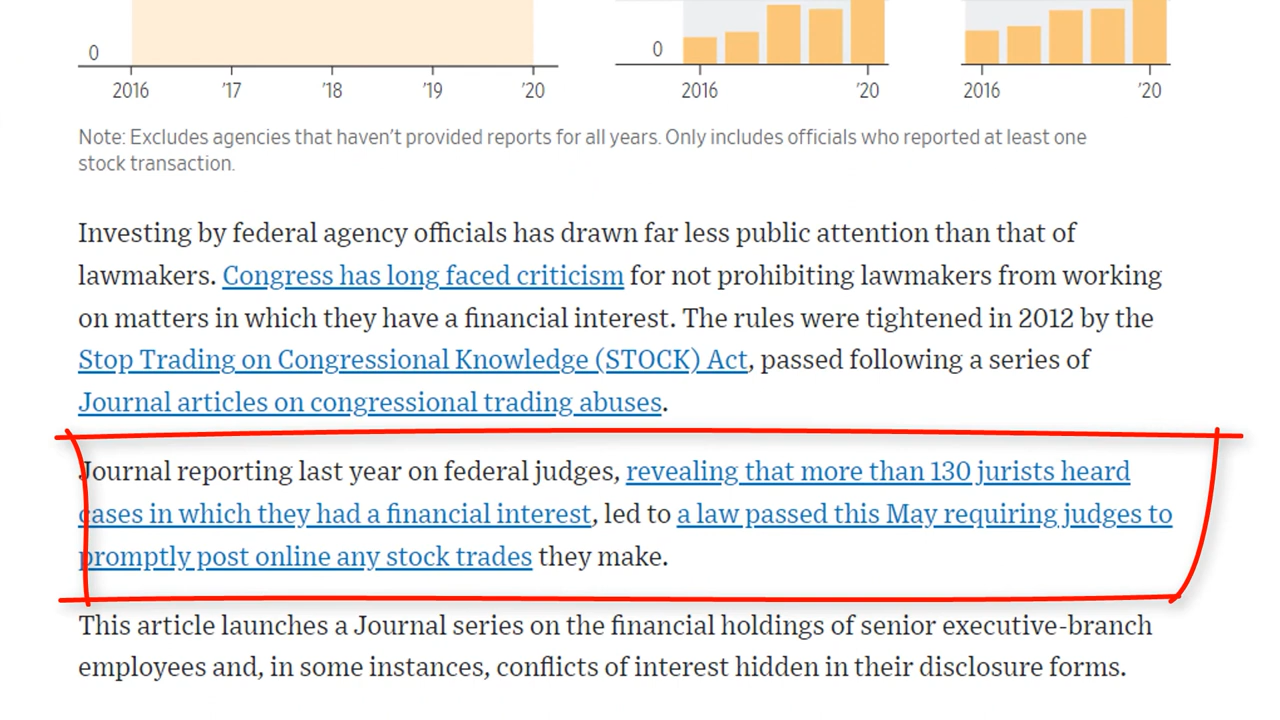 0
2016 '17 '18 '19 '20
0
2016 '20
2016 '20
Note: Excludes agencies that haven't provided reports for all years. Only includes officials who reported at least one
stock transaction.
Investing by federal agency officials has drawn far less public attention than that of
lawmakers. Congress has long faced criticism for not prohibiting lawmakers from working
on matters in which they have a financial interest. The rules were tightened in 2012 by the
Stop Trading on Congressional Knowledge (STOCK) Act, passed following a series of
Journal articles on congressional trading abuses.
Journal reporting last year on federal judges, revealing that more than 130 jurists heard
cases in which they had a financial interest, led to a law passed this May requiring judges to
promptly post online any stock trades they make.
This article launches a Journal series on the financial holdings of senior executive-branch
employees and, in some instances, conflicts of interest hidden in their disclosure forms.